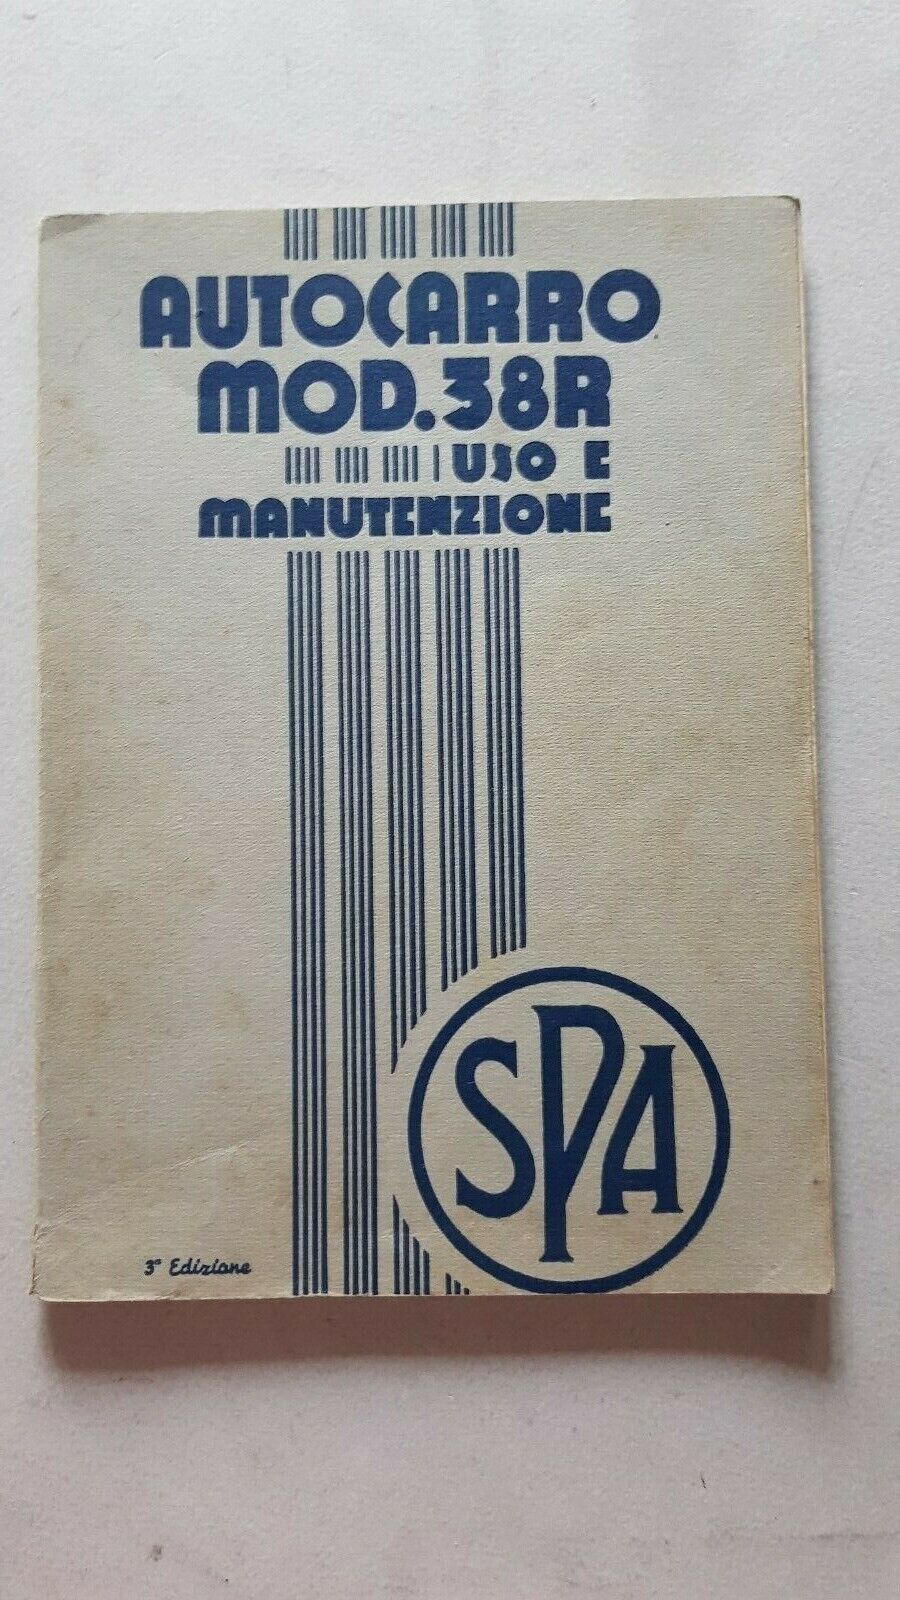 AUTOCARRO
MOD.38R
USO E
MANUTENZIONE
SPA
3ª Edizione